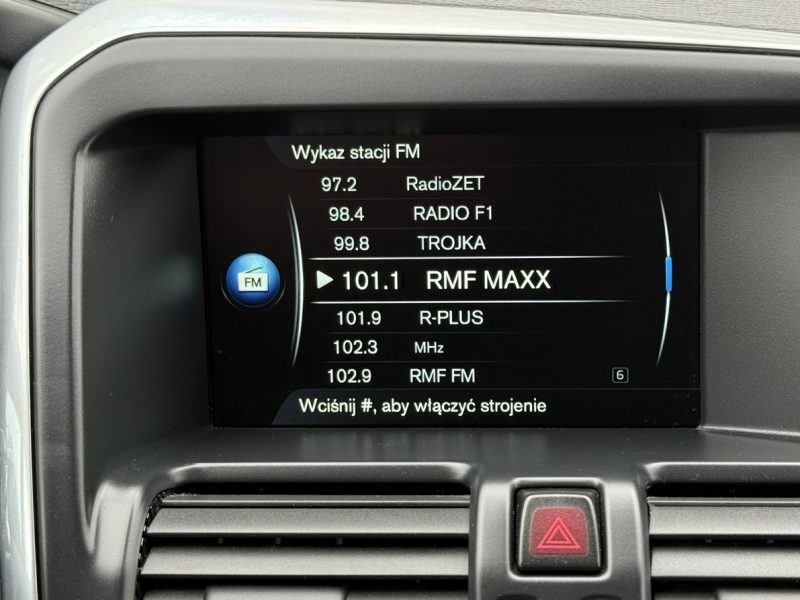 Wykaz stacji FM
97.2 RadioZET
98.4 RADIO F1
99.8 TROJKA
FM
101.1 RMF MAXX
101.9 R-PLUS
102.3 MHz
102.9 RMF FM 6
Wciśnij #, aby włączyć strojenie